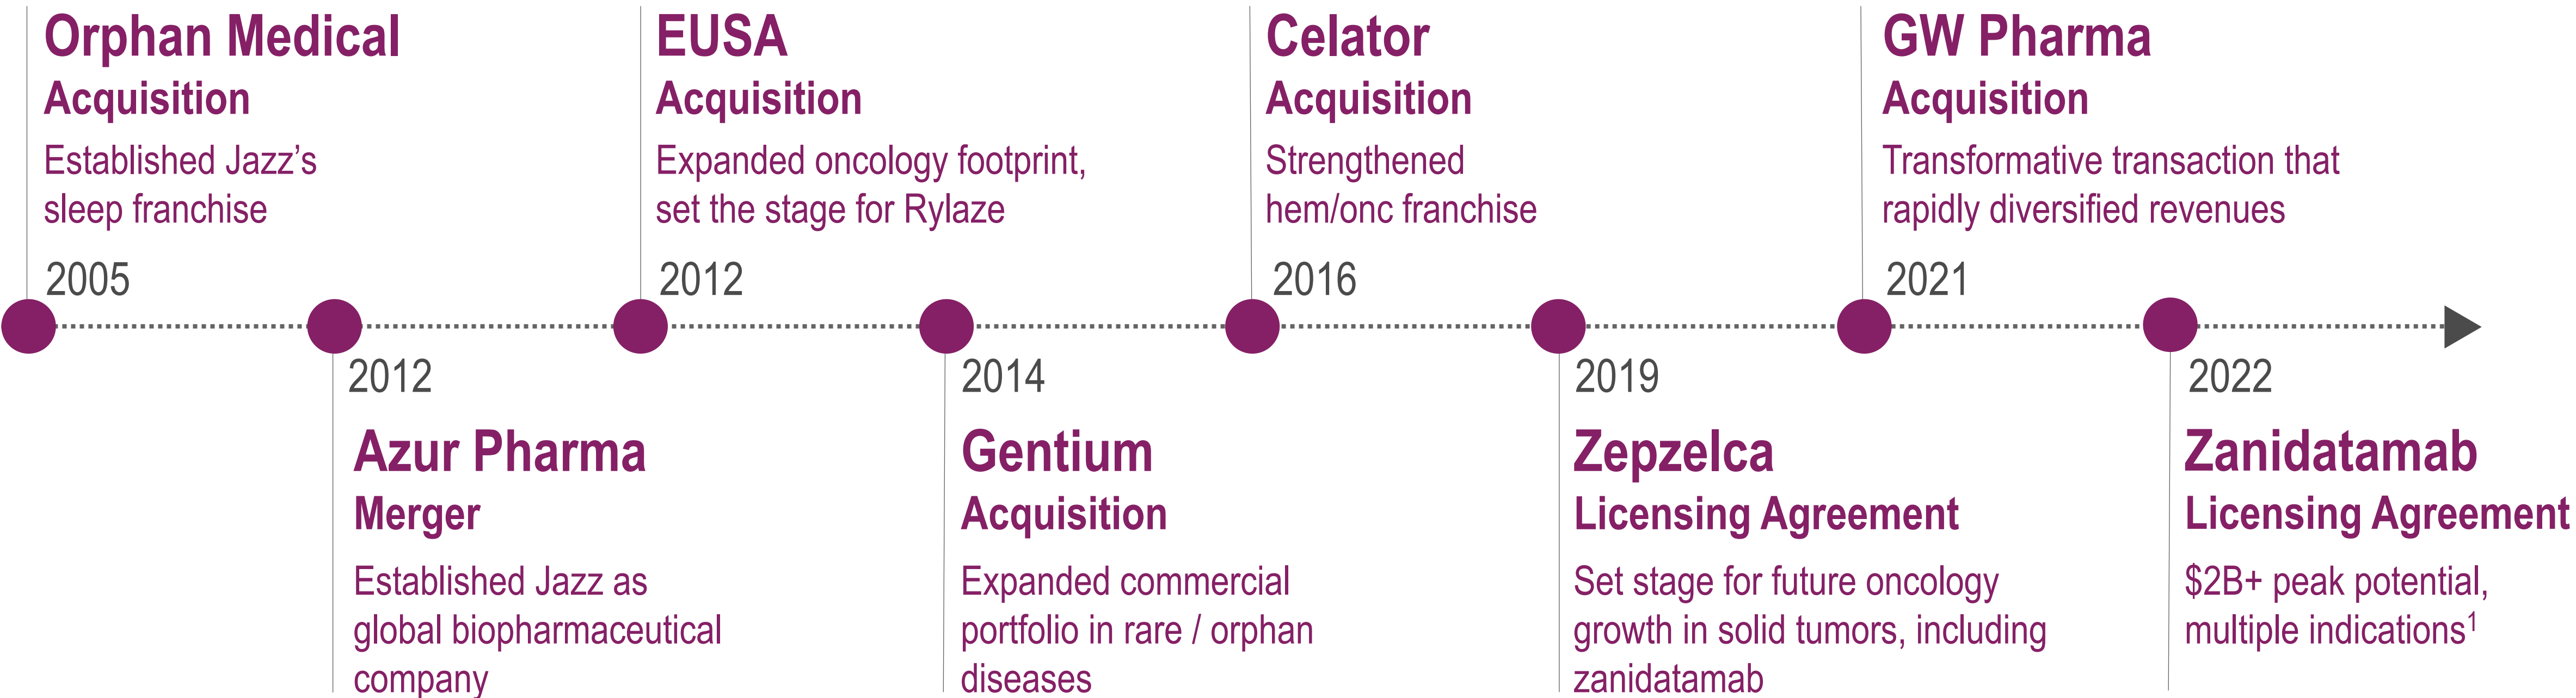 Orphan Medical
Acquisition
Established Jazz’s
sleep franchise
2005
EUSA
Acquisition
Expanded oncology footprint,
set the stage for Rylaze
2012
Celator
Acquisition
Strengthened
hem/onc franchise
2016
GW Pharma
Acquisition
Transformative transaction that
rapidly diversified revenues
2021
2012
Azur Pharma
Merger
Established Jazz as
global biopharmaceutical
company
2014
Gentium
Acquisition
Expanded commercial
portfolio in rare / orphan
diseases
2019
Zepzelca
Licensing Agreement
Set stage for future oncology
growth in solid tumors, including
zanidatamab
2022
Zanidatamab
Licensing Agreement
$2B+ peak potential,
multiple indications¹